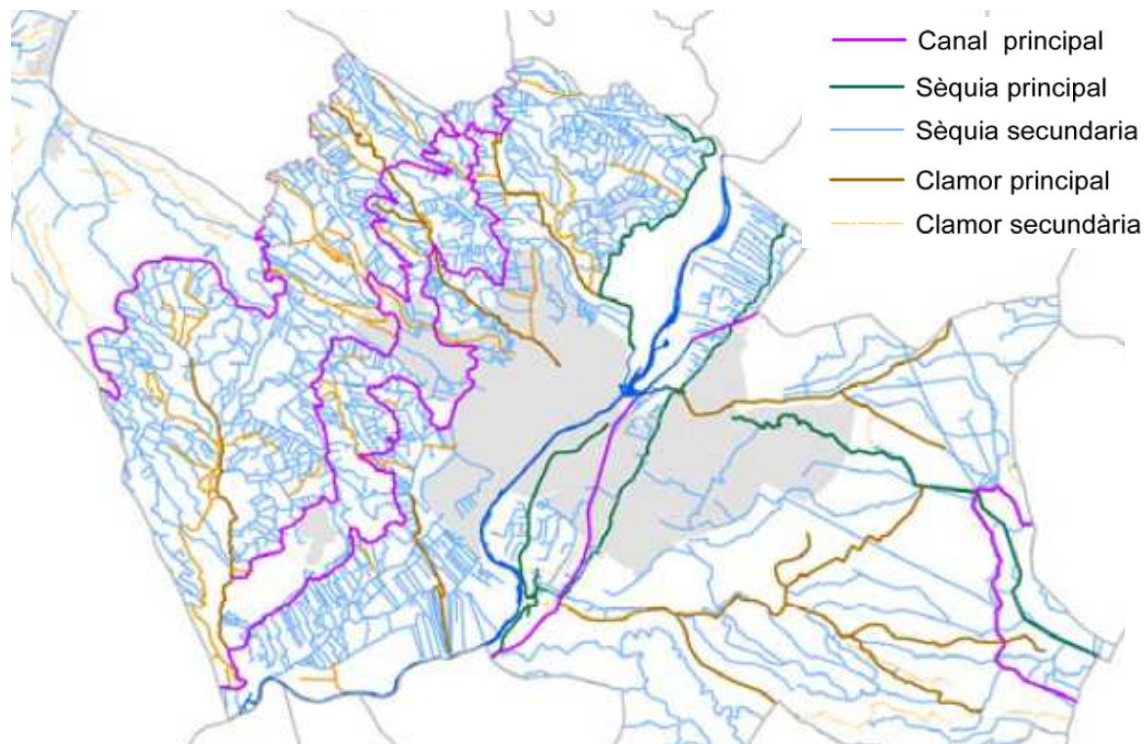 Canal principal
Sèquia principal
Sèquia secundaria
Clamor principal
Clamor secundària